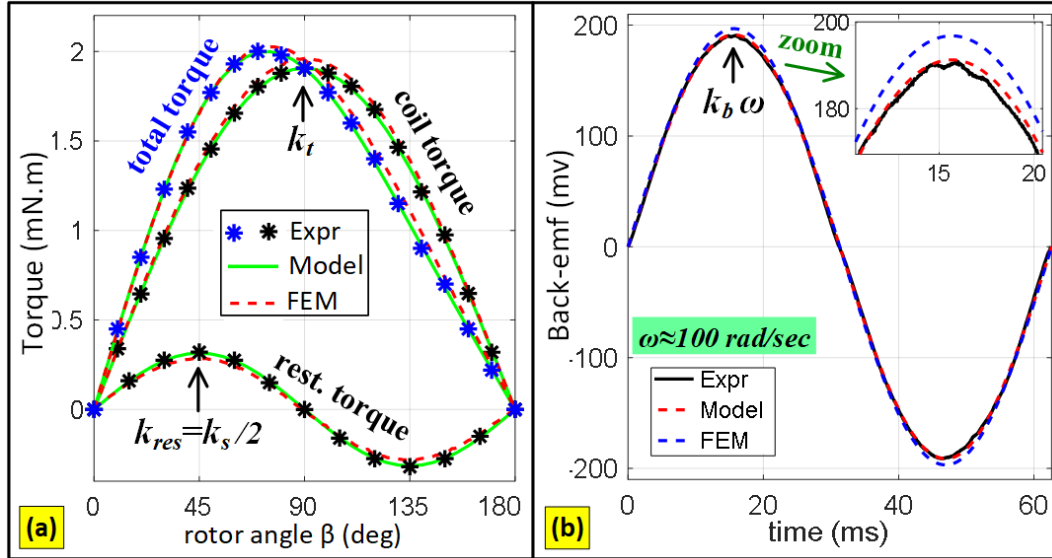 2
1.5
1
0.5
0
Torque (mN.m)
total torque
coil torque
k_t
Expr
Model
FEM
rest. torque
k_res=k_s/2
0
45
90
135
180
rotor angle β (deg)
(a)
200
100
0
-100
-200
Back-emf (mv)
zoom
k_b ω
180
15
20
ω≈100 rad/sec
Expr
Model
FEM
0
20
40
60
time (ms)
(b)